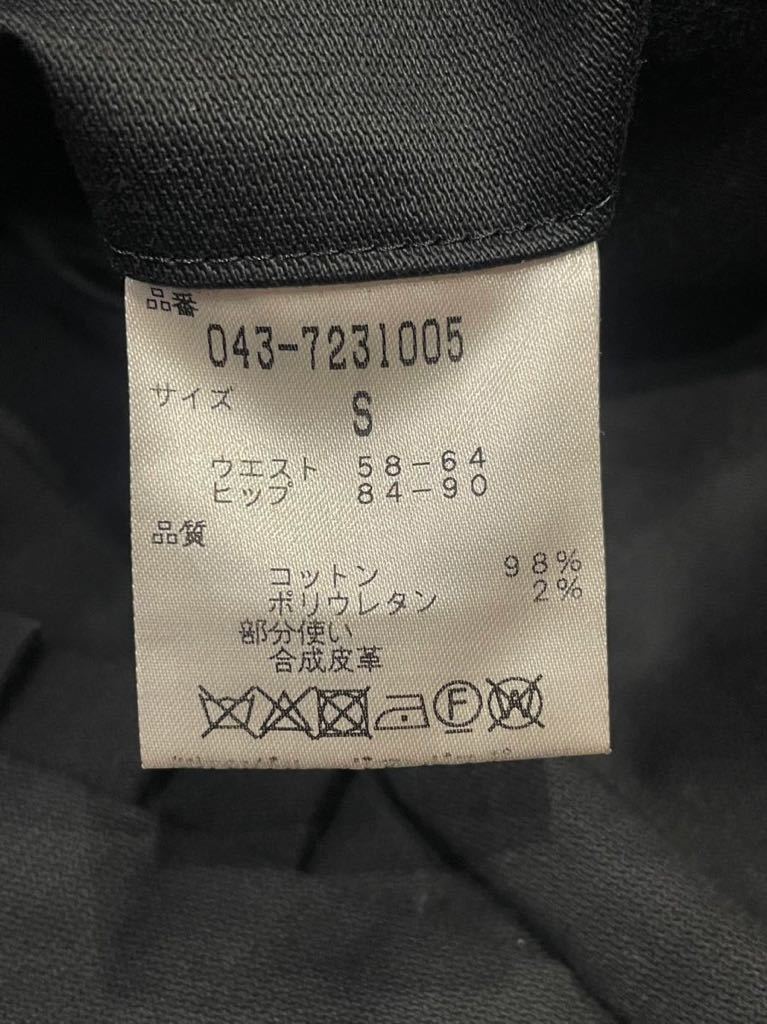 品番
043-7231005
サイズ S
ウエスト 58-64
ヒップ 84-90
品質
コットン 98%
ポリウレタン 2%
部分使い
合成皮革
F W